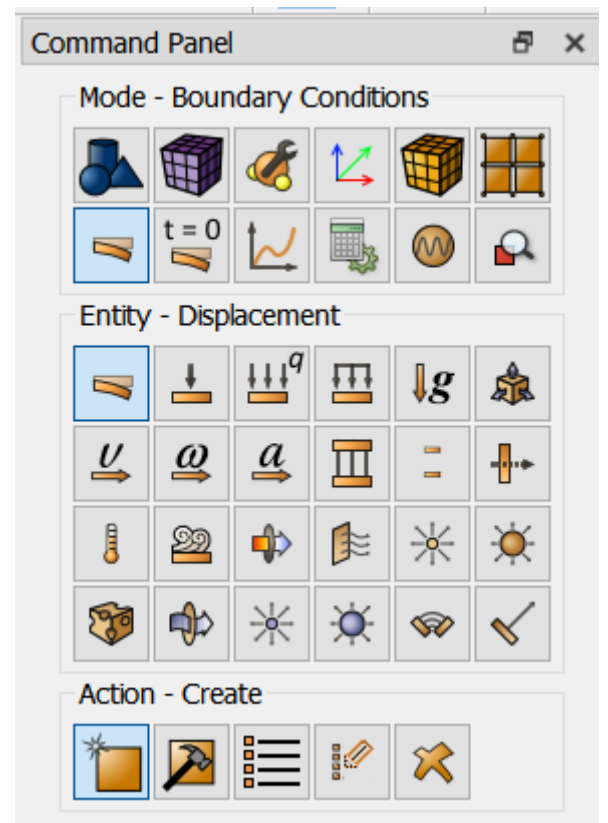 Command Panel
Mode - Boundary Conditions
t = 0
Entity - Displacement
q
g
υ ω a
Action - Create